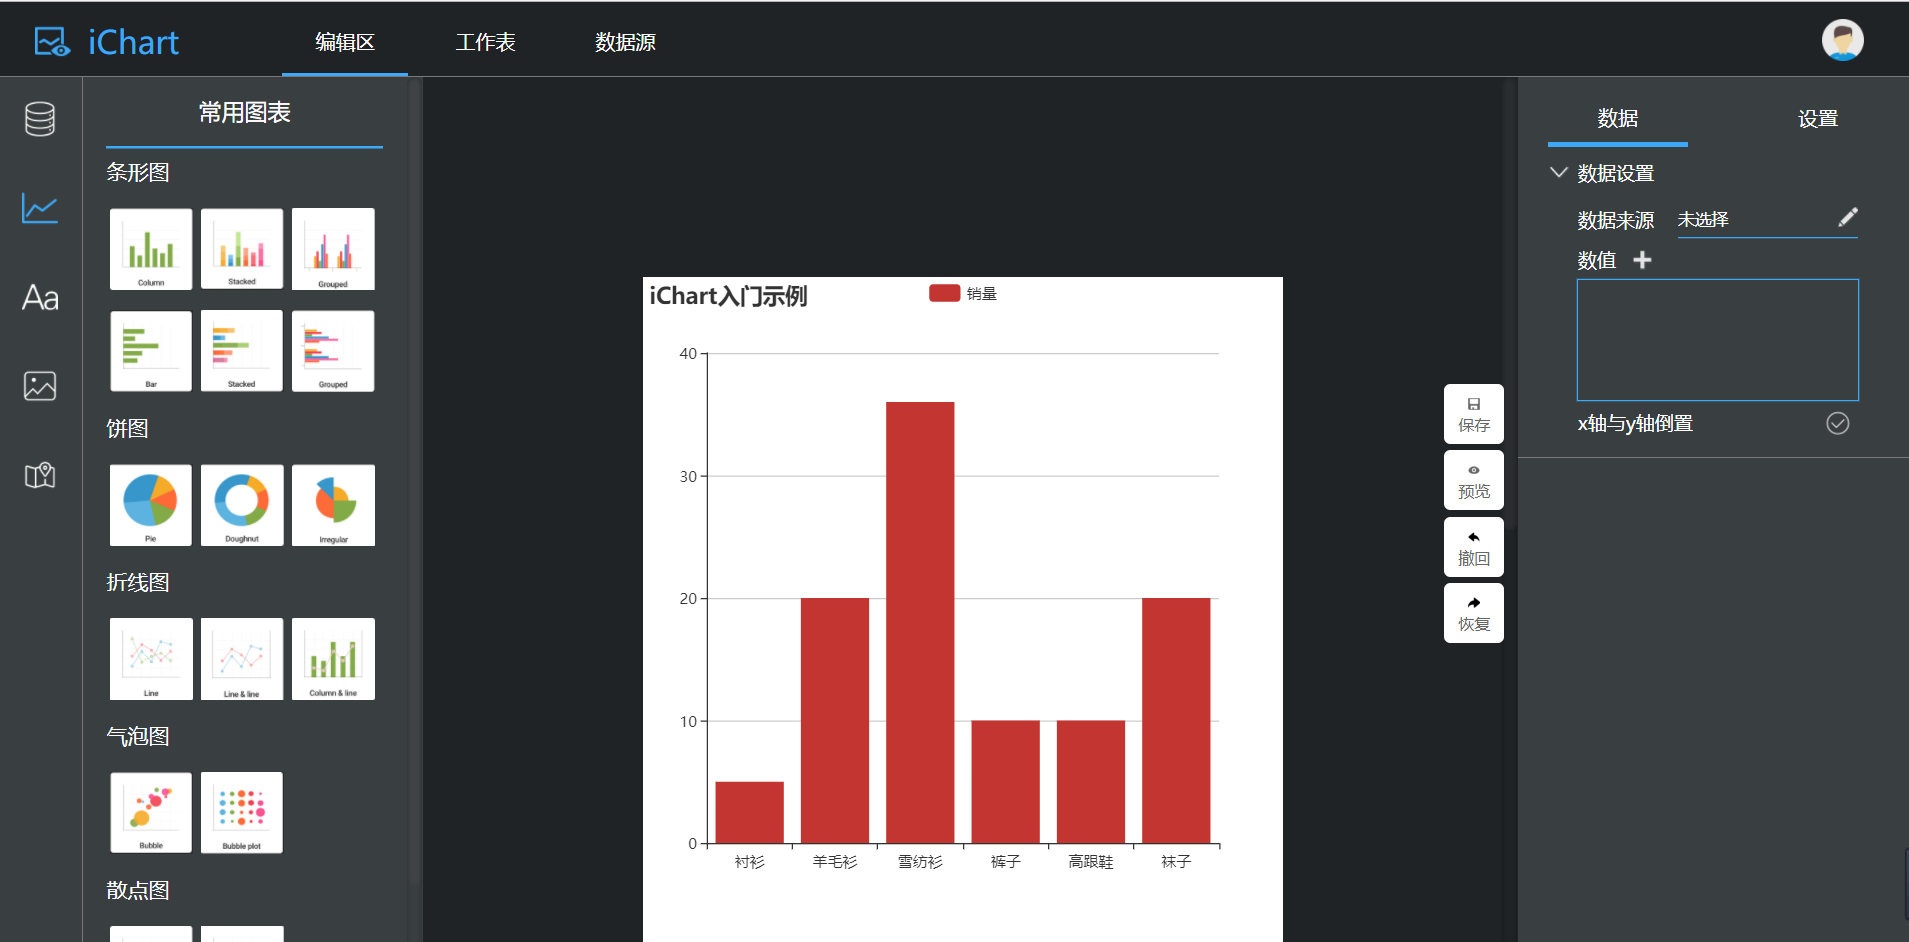 iChart
编辑区
工作表
数据源
常用图表
条形图
Column
Stacked
Grouped
Bar
Stacked
Grouped
饼图
Pie
Doughnut
Irregular
折线图
Line
Line & line
Column & line
气泡图
Bubble
Bubble plot
散点图
Aa
iChart入门示例
销量
40
30
20
10
0
衬衫
羊毛衫
雪纺衫
裤子
高跟鞋
袜子
保存
预览
撤回
恢复
数据
设置
数据设置
数据来源 未选择
数值
x轴与y轴倒置